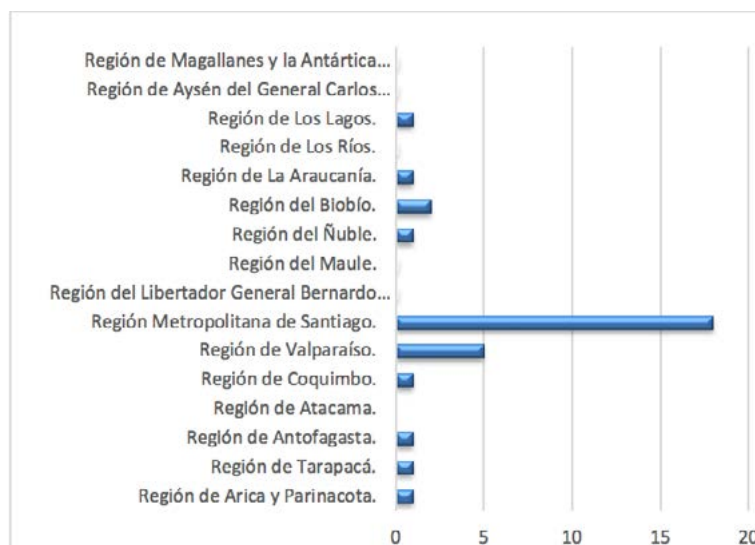 Región de Magallanes y la Antártica...
Región de Aysén del General Carlos...
Región de Los Lagos.
Región de Los Ríos.
Región de La Araucanía.
Región del Biobío.
Región del Ñuble.
Región del Maule.
Región del Libertador General Bernardo...
Región Metropolitana de Santiago.
Región de Valparaíso.
Región de Coquimbo.
Región de Atacama.
Región de Antofagasta.
Región de Tarapacá.
Región de Arica y Parinacota.
0 5 10 15 20